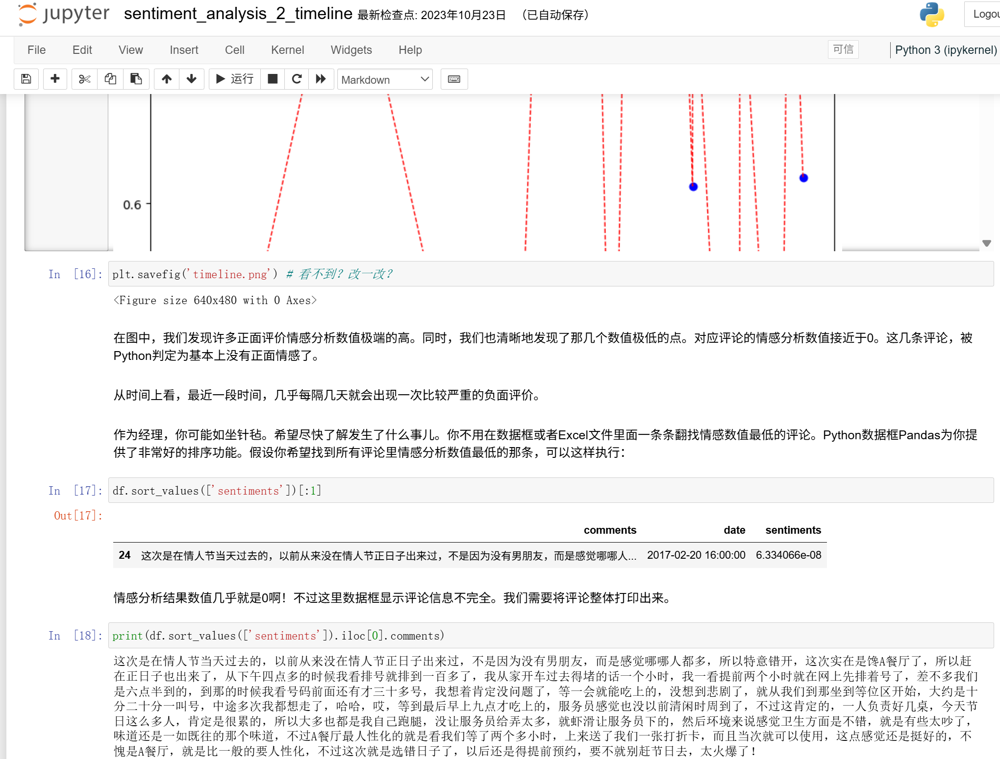 jupyter sentiment_analysis_2_timeline 最新检查点: 2023年10月23日 （已自动保存）
File Edit View Insert Cell Kernel Widgets Help 可信 Python 3 (ipykernel)
运行 Markdown
0.6
In [16]: plt.savefig('timeline.png') # 看不到？改一改？
<Figure size 640x480 with 0 Axes>
在图中，我们发现许多正面评价情感分析数值极端的高。同时，我们也清晰地发现了那几个数值极低的点。对应评论的情感分析数值接近于0。这几条评论，被
Python判定为基本上没有正面情感了。
从时间上看，最近一段时间，几乎每隔几天就会出现一次比较严重的负面评价。
作为经理，你可能如坐针毡。希望尽快了解发生了什么事儿。你不用在数据框或者Excel文件里面一条条翻找情感数值最低的评论。Python数据框Pandas为你提
供了非常好的排序功能。假设你希望找到所有评论里情感分析数值最低的那条，可以这样执行：
In [17]: df.sort_values(['sentiments'])[:1]
Out[17]:
comments date sentiments
24 这次是在情人节当天过去的，以前从来没在情人节正日子出来过，不是因为没有男朋友，而是感觉哪哪人... 2017-02-20 16:00:00 6.334066e-08
情感分析结果数值几乎就是0啊！不过这里数据框显示评论信息不完全。我们需要将评论整体打印出来。
In [18]: print(df.sort_values(['sentiments']).iloc[0].comments)
这次是在情人节当天过去的，以前从来没在情人节正日子出来过，不是因为没有男朋友，而是感觉哪哪人都多，所以特意错开，这次实在是馋A餐厅了，所以赶
在正日子也出来了，从下午四点多的时候我看排号就排到一百多了，我从家开车过去得堵的话一个小时，我一看提前两个小时就在网上先排着号了，差不多我们
是六点半到的，到那的时候我看号码前面还有才三十多号，我想着肯定没问题了，等一会就能吃上的，没想到悲剧了，就从我们到那坐到等位区开始，大约是十
分二十分一叫号，中途多次我都想走了，哈哈，哎，等到最后早上九点才吃上的，服务员感觉也没以前清闲时周到了，不过这肯定的，一人负责好几桌，今天节
日这么多人，肯定是很累的，所以大多也都是我自己跑腿，没让服务员给弄太多，就虾滑让服务员下的，然后环境来说感觉卫生方面是不错，就是有些太吵了，
味道还是一如既往的那个味道，不过A餐厅最人性化的就是看我们等了两个多小时，上来送了我们一张打折卡，而且当次就可以使用，这点感觉还是挺好的，不
愧是A餐厅，就是比一般的要人性化，不过这次就是选错日子了，以后还是得提前预约，要不就别赶节日去，太火爆了！